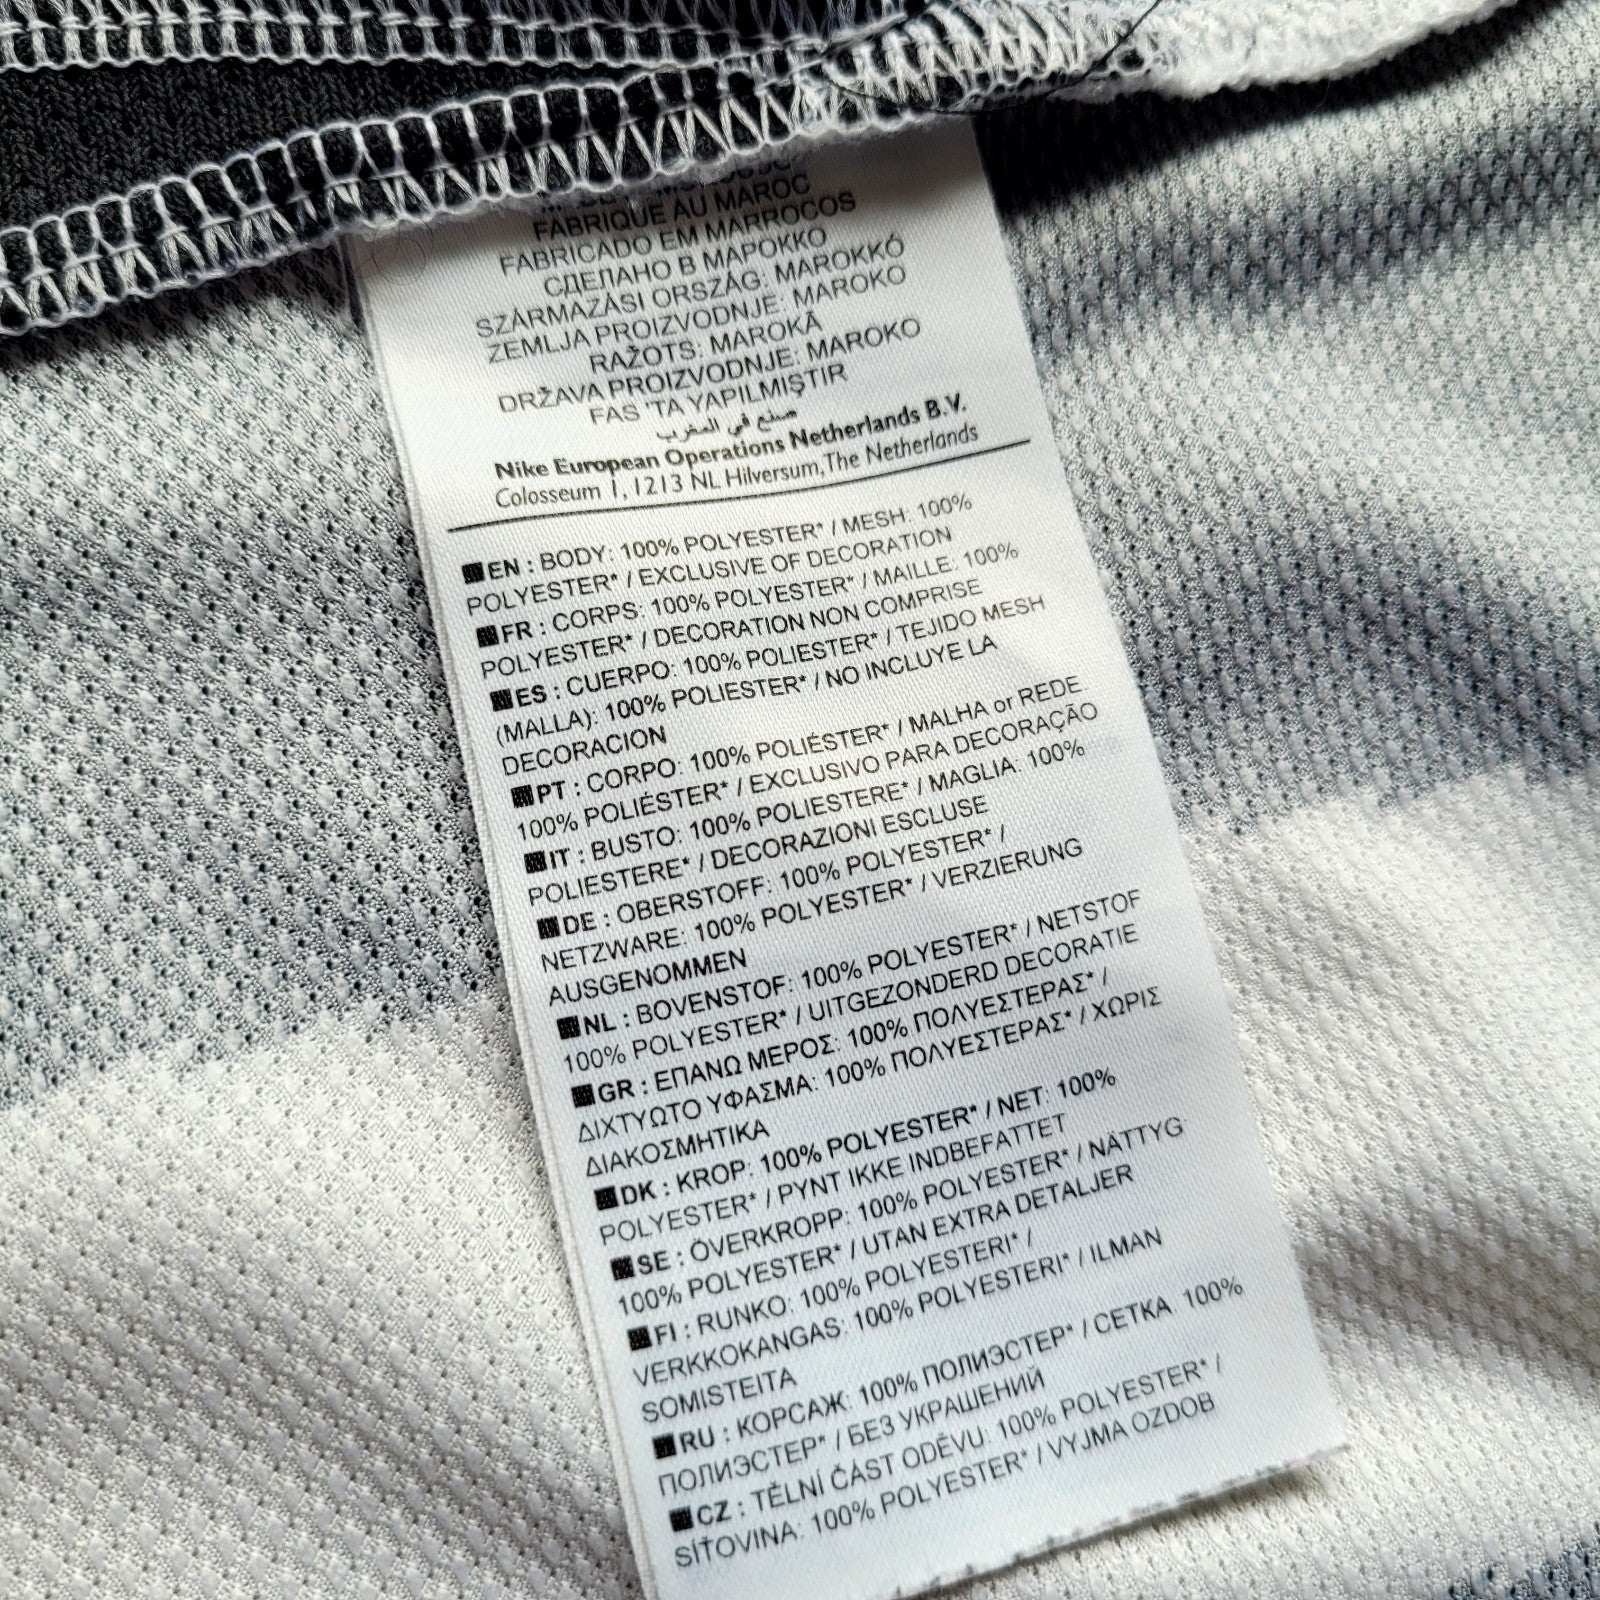 FABRIQUE AU MAROC
FABRICADO EM MARROCOS
СДЕЛАНО В МАРОККО
SZÁRMAZÁSI ORSZÁG: MAROKKÓ
ZEMLJA PROIZVODNJE: MAROKO
RAŽOTS: MAROKĀ
DRŽAVA PROIZVODNJE: MAROKO
FAS 'TA YAPILMIŞTIR
صنع في المغرب
Nike European Operations Netherlands B.V.
Colosseum 1, 1213 NL Hilversum, The Netherlands
EN : BODY: 100% POLYESTER* / MESH: 100%
POLYESTER* / EXCLUSIVE OF DECORATION
FR : CORPS: 100% POLYESTER* / MAILLE: 100%
POLYESTER* / DECORATION NON COMPRISE
ES : CUERPO: 100% POLIESTER* / TEJIDO MESH
(MALLA): 100% POLIESTER* / NO INCLUYE LA
DECORACION
PT : CORPO: 100% POLIÉSTER* / MALHA or REDE:
100% POLIÉSTER* / EXCLUSIVO PARA DECORAÇÃO
IT : BUSTO: 100% POLIESTERE* / MAGLIA: 100%
POLIESTERE* / DECORAZIONI ESCLUSE
DE : OBERSTOFF: 100% POLYESTER* /
NETZWARE: 100% POLYESTER* / VERZIERUNG
AUSGENOMMEN
NL : BOVENSTOF: 100% POLYESTER* / NETSTOF
100% POLYESTER* / UITGEZONDERD DECORATIE
GR : ΕΠΑΝΩ ΜΕΡΟΣ: 100% ΠΟΛΥΕΣΤΕΡΑΣ* /
ΔΙΧΤΥΩΤΟ ΥΦΑΣΜΑ: 100% ΠΟΛΥΕΣΤΕΡΑΣ* / ΧΩΡΙΣ
ΔΙΑΚΟΣΜΗΤΙΚΑ
DK : KROP: 100% POLYESTER* / NET: 100%
POLYESTER* / PYNT IKKE INDBEFATTET
SE : ÖVERKROPP: 100% POLYESTER* / NÄTTYG:
100% POLYESTER* / UTAN EXTRA DETALJER
FI : RUNKO: 100% POLYESTERI* /
VERKKOKANGAS: 100% POLYESTERI* / ILMAN
SOMISTEITA
RU : КОРСАЖ: 100% ПОЛИЭСТЕР* / СЕТКА: 100%
ПОЛИЭСТЕР* / БЕЗ УКРАШЕНИЙ
CZ : TĚLNÍ ČÁST ODĚVU: 100% POLYESTER* /
SÍŤOVINA: 100% POLYESTER* / VYJMA OZDOB